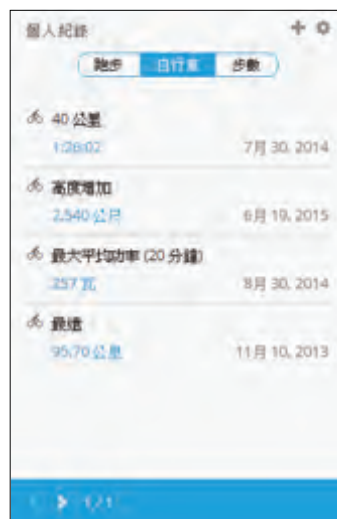 個人紀錄
跑步 自行車 步數
40 公里
1:26:02 7月 30, 2014
高度增加
2,540 公尺 6月 19, 2015
最大平均功率 (20 分鐘)
257 瓦 8月 30, 2014
最遠
95.70 公里 11月 10, 2013
1/1